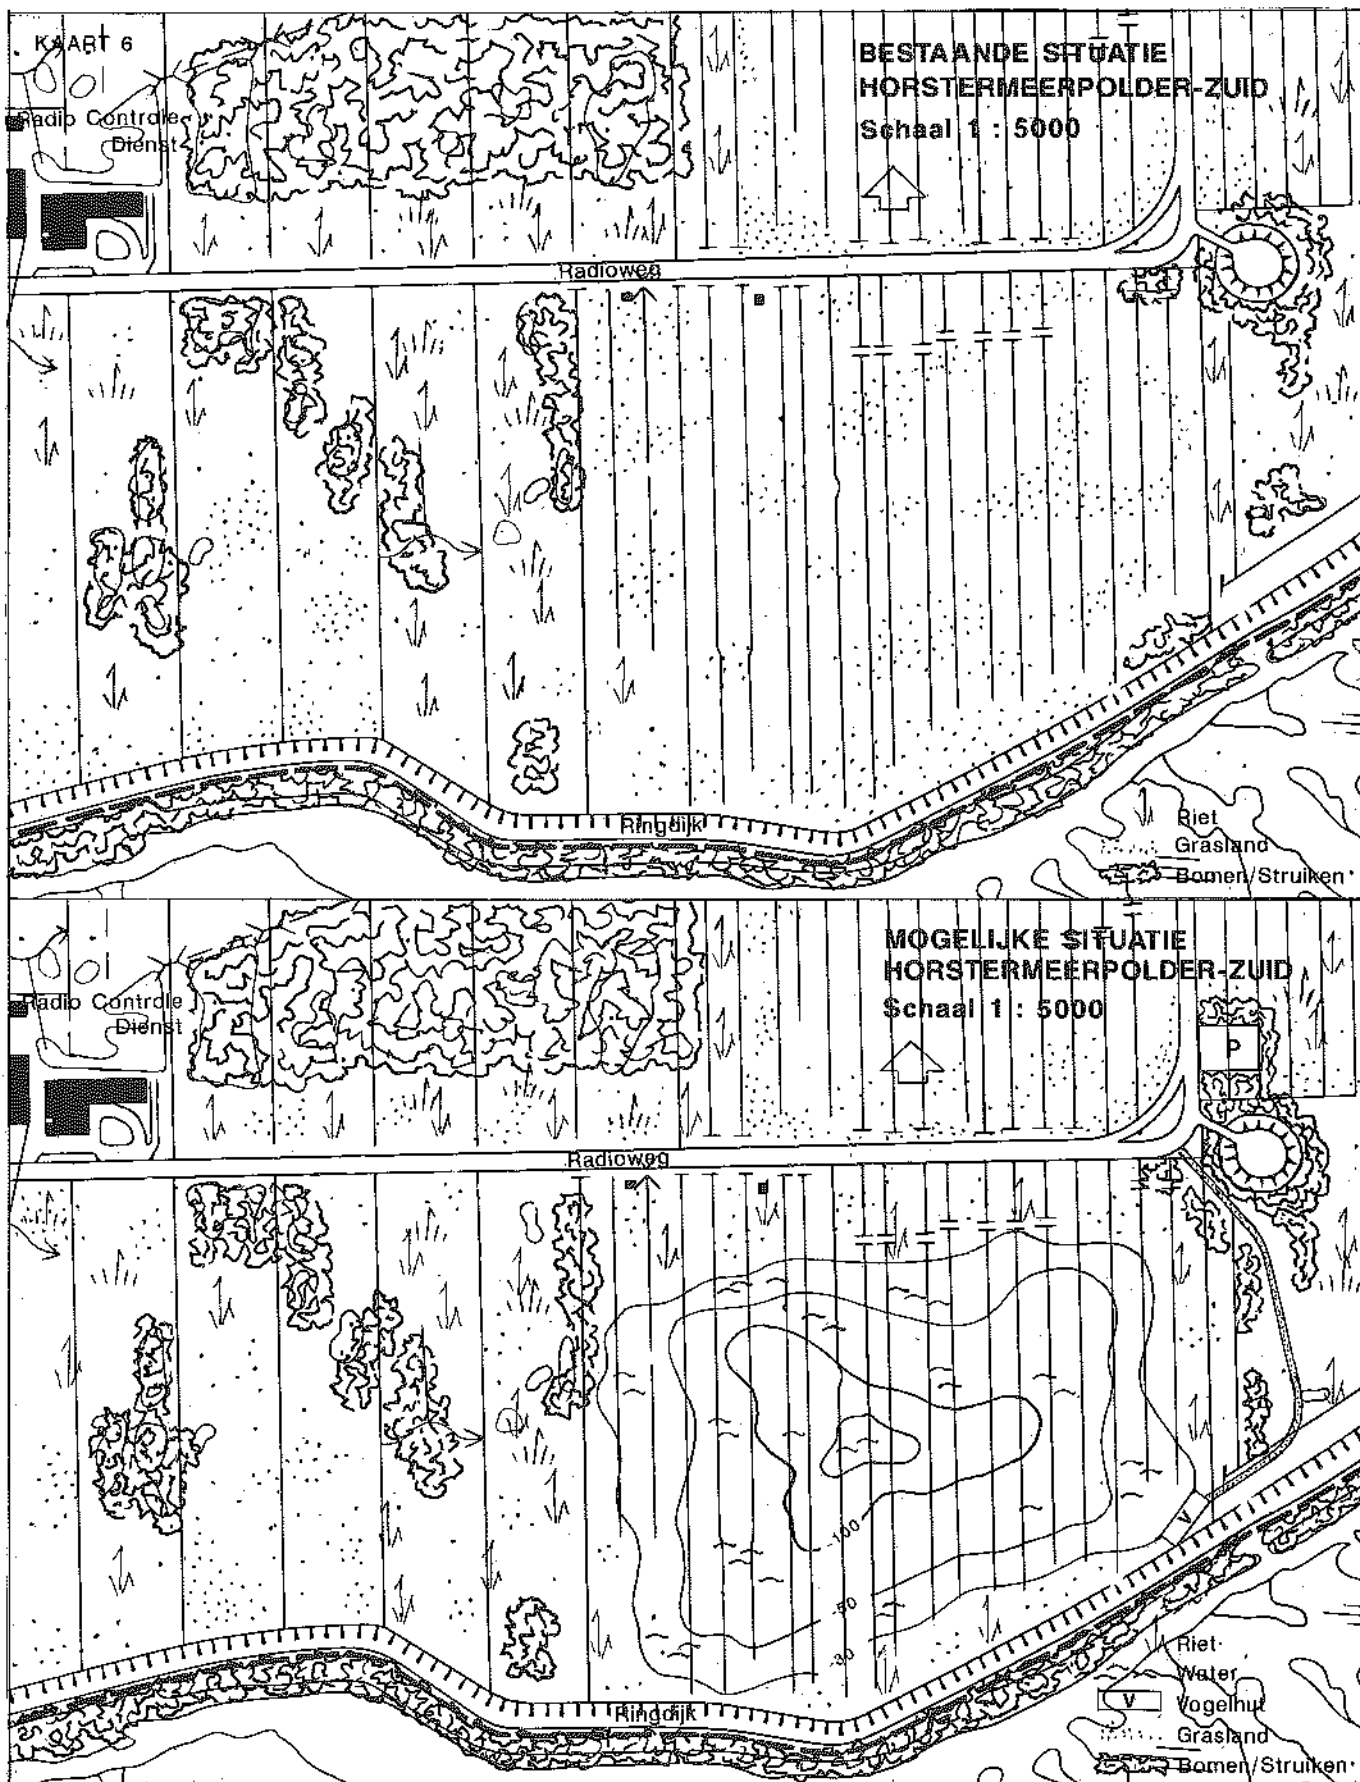 KAART 6
Radio Controle
Dienst
BESTAANDE SITUATIE
HORSTERMEERPOLDER-ZUID
Schaal 1 : 5000
Radioweg
Ringdijk
Riet
Grasland
Bomen/Struiken
Radio Controle
Dienst
MOGELIJKE SITUATIE
HORSTERMEERPOLDER-ZUID
Schaal 1 : 5000
P
Radioweg
-100
-50
-30
V
Ringdijk
Riet
Water
V Vogelhut
Grasland
Bomen/Struiken